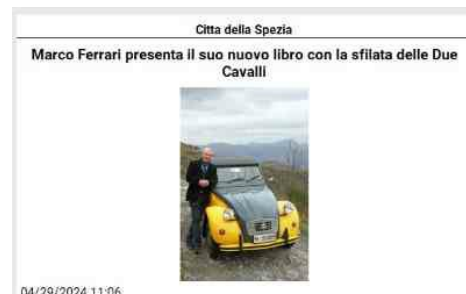 Citta della Spezia
Marco Ferrari presenta il suo nuovo libro con la sfilata delle Due
Cavalli
04/29/2024 11:06